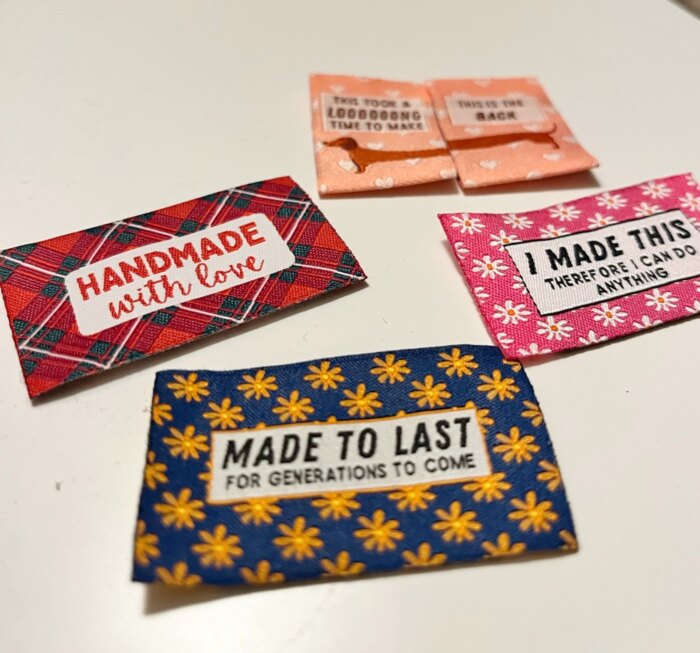 THIS TOOK A
LOOOOOONG
TIME TO MAKE
THIS IS THE
BACK
HANDMADE
with love
I MADE THIS
THEREFORE I CAN DO
ANYTHING
MADE TO LAST
FOR GENERATIONS TO COME